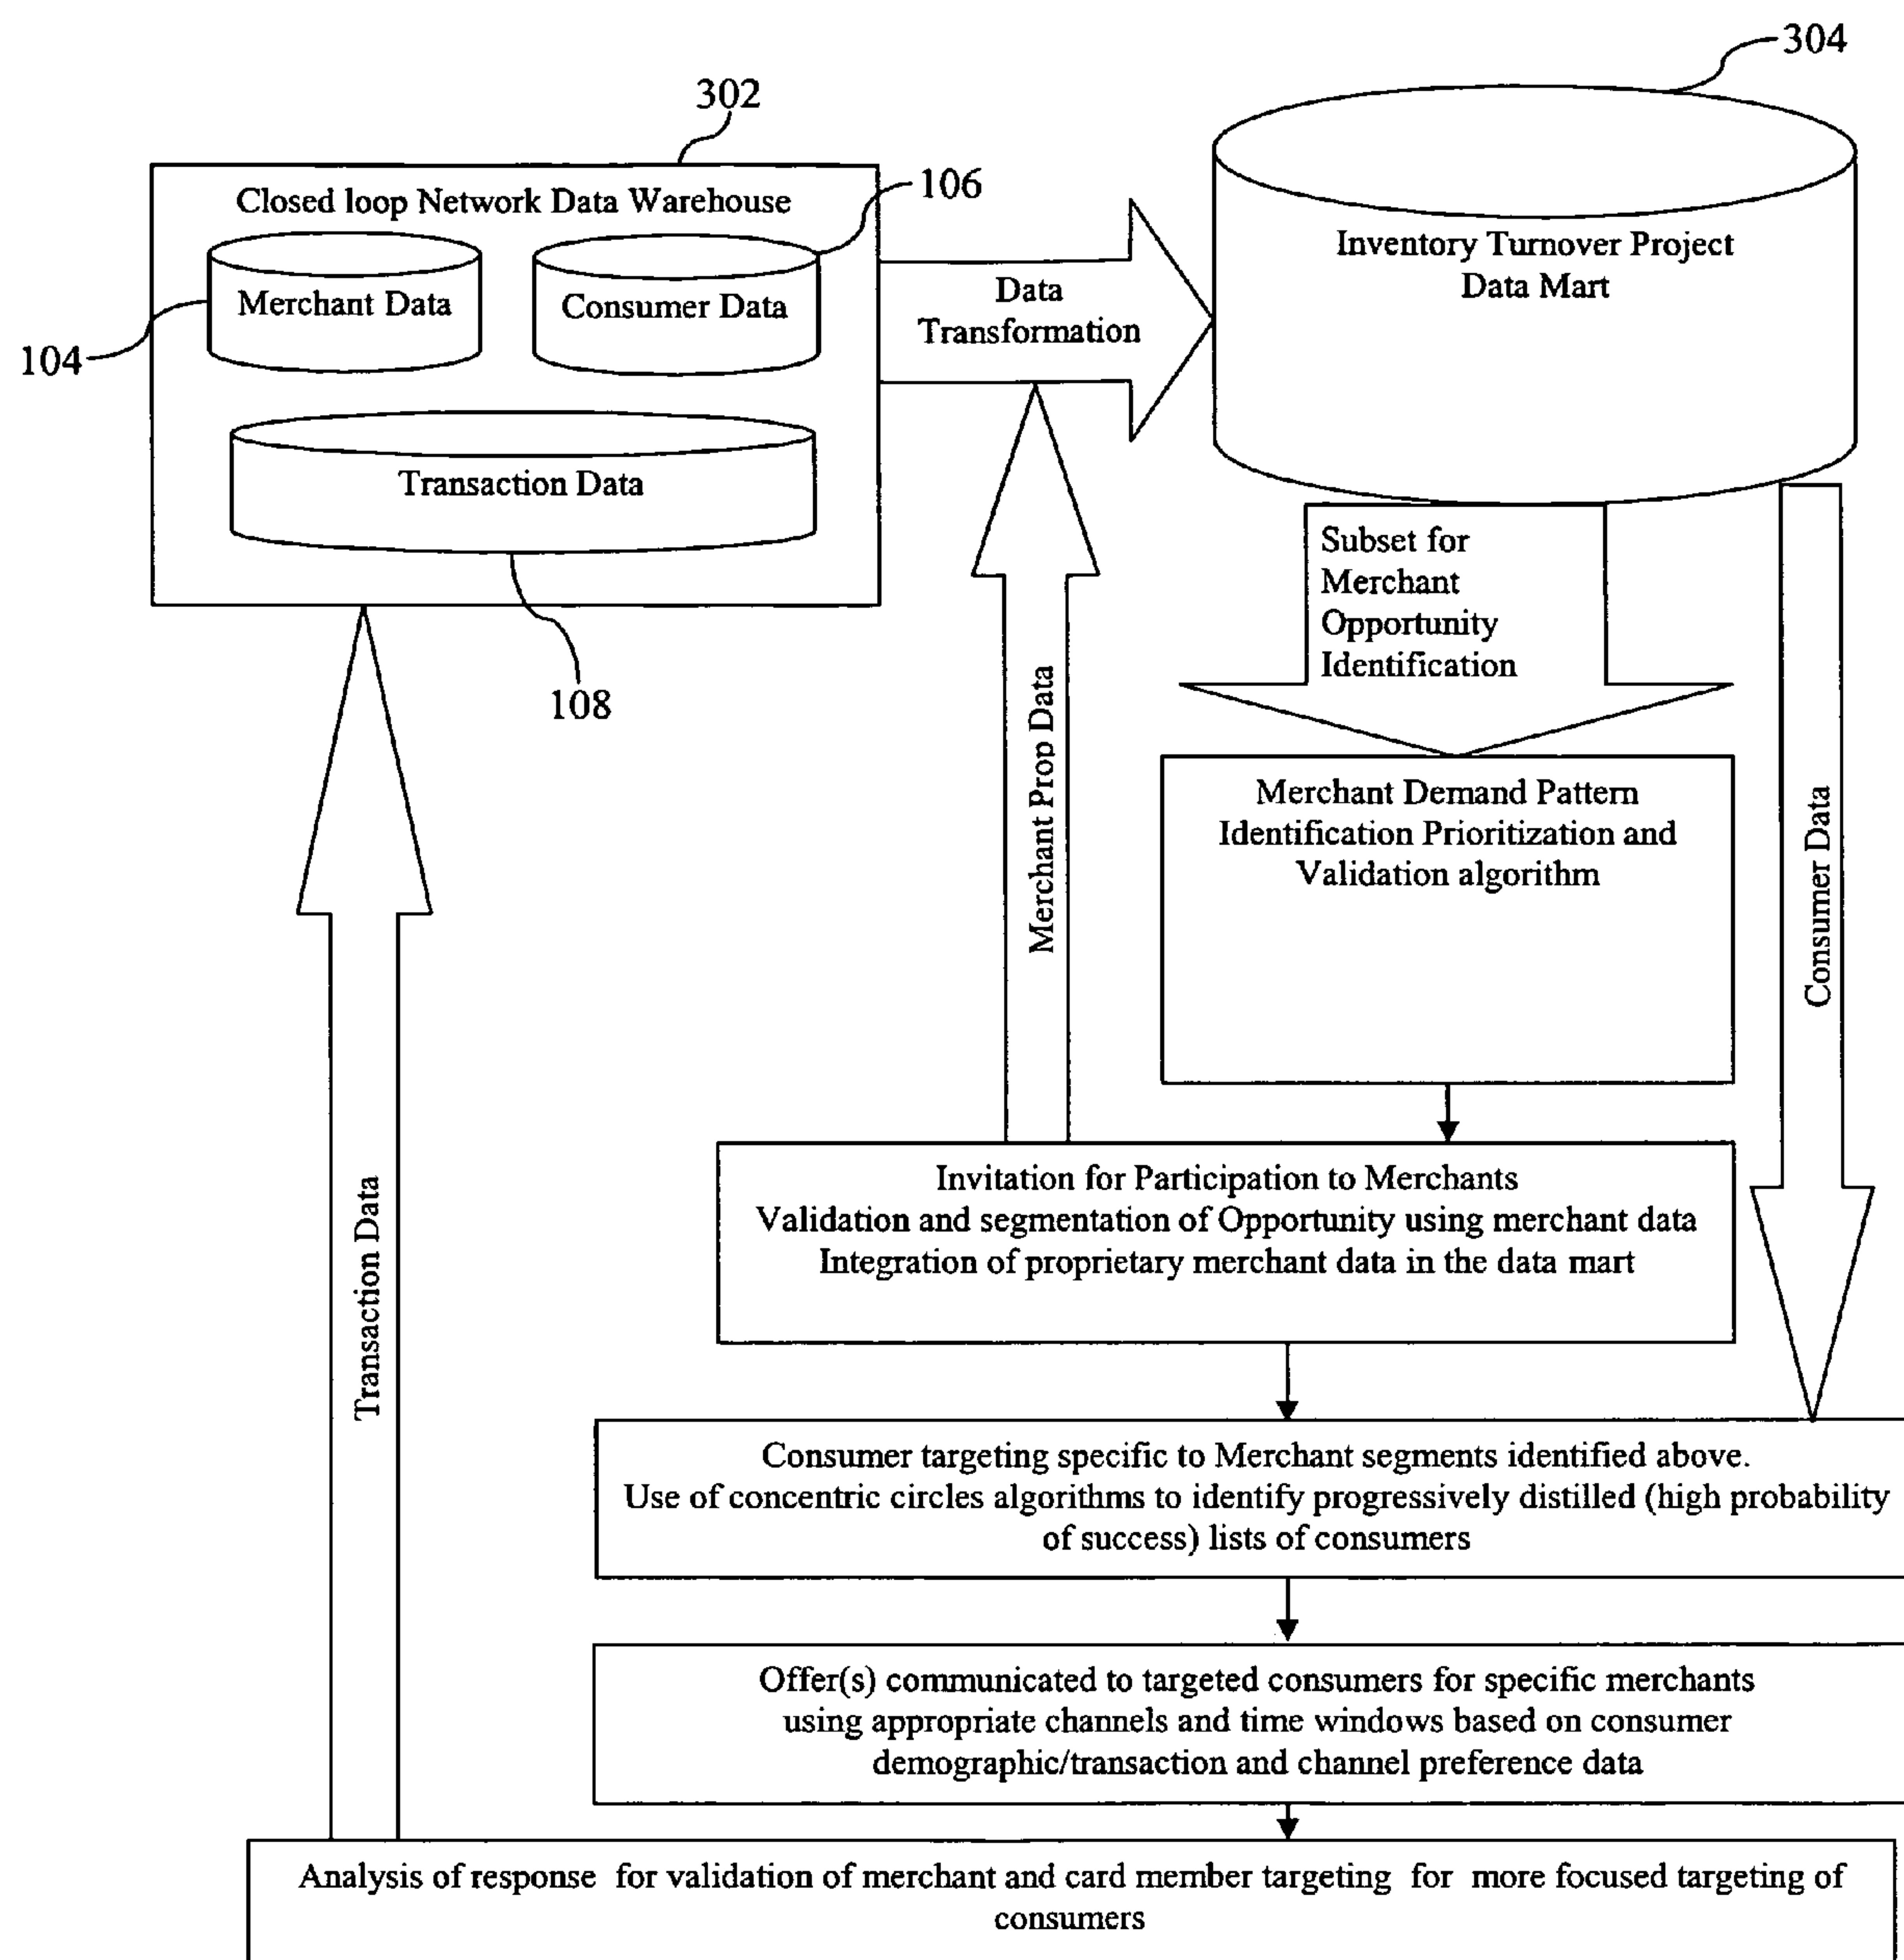 304
302
106
Closed loop Network Data Warehouse
Merchant Data
Consumer Data
104
Transaction Data
108
Data
Transformation
Inventory Turnover Project
Data Mart
Subset for
Merchant
Opportunity
Identification
Merchant Prop Data
Consumer Data
Merchant Demand Pattern
Identification Prioritization and
Validation algorithm
Invitation for Participation to Merchants
Validation and segmentation of Opportunity using merchant data
Integration of proprietary merchant data in the data mart
Transaction Data
Consumer targeting specific to Merchant segments identified above.
Use of concentric circles algorithms to identify progressively distilled (high probability
of success) lists of consumers
Offer(s) communicated to targeted consumers for specific merchants
using appropriate channels and time windows based on consumer
demographic/transaction and channel preference data
Analysis of response for validation of merchant and card member targeting for more focused targeting of
consumers